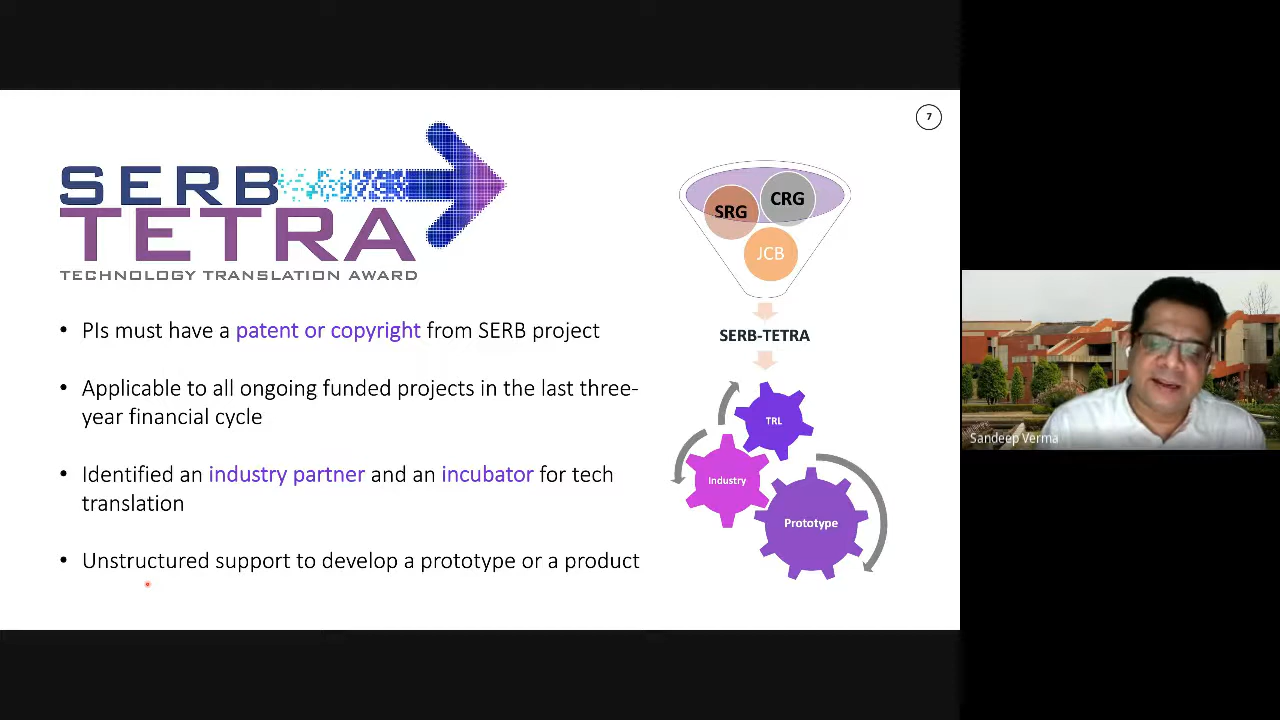 7
SERB
TETRA
TECHNOLOGY TRANSLATION AWARD
• PIs must have a patent or copyright from SERB project
• Applicable to all ongoing funded projects in the last three-
year financial cycle
• Identified an industry partner and an incubator for tech
translation
• Unstructured support to develop a prototype or a product
SRG
CRG
JCB
SERB-TETRA
TRL
Industry
Prototype
Sandeep Verma